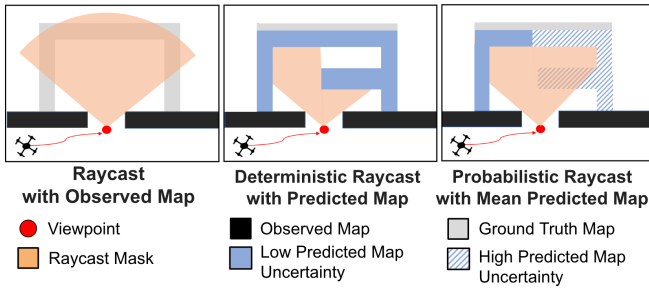 Raycast
with Observed Map
Deterministic Raycast
with Predicted Map
Probabilistic Raycast
with Mean Predicted Map
Viewpoint
Observed Map
Ground Truth Map
Raycast Mask
Low Predicted Map
Uncertainty
High Predicted Map
Uncertainty